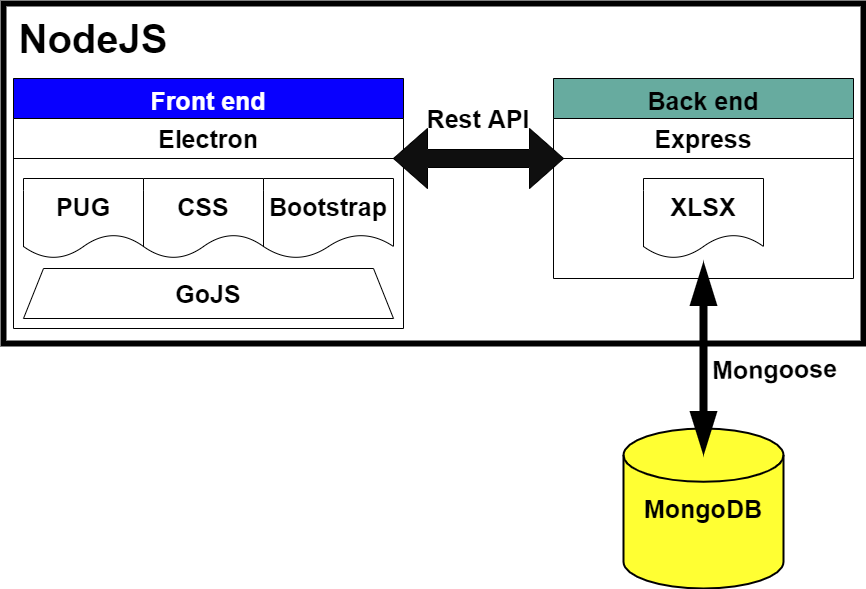 NodeJS
Front end
Electron
PUG
CSS
Bootstrap
GoJS
Rest API
Back end
Express
XLSX
Mongoose
MongoDB